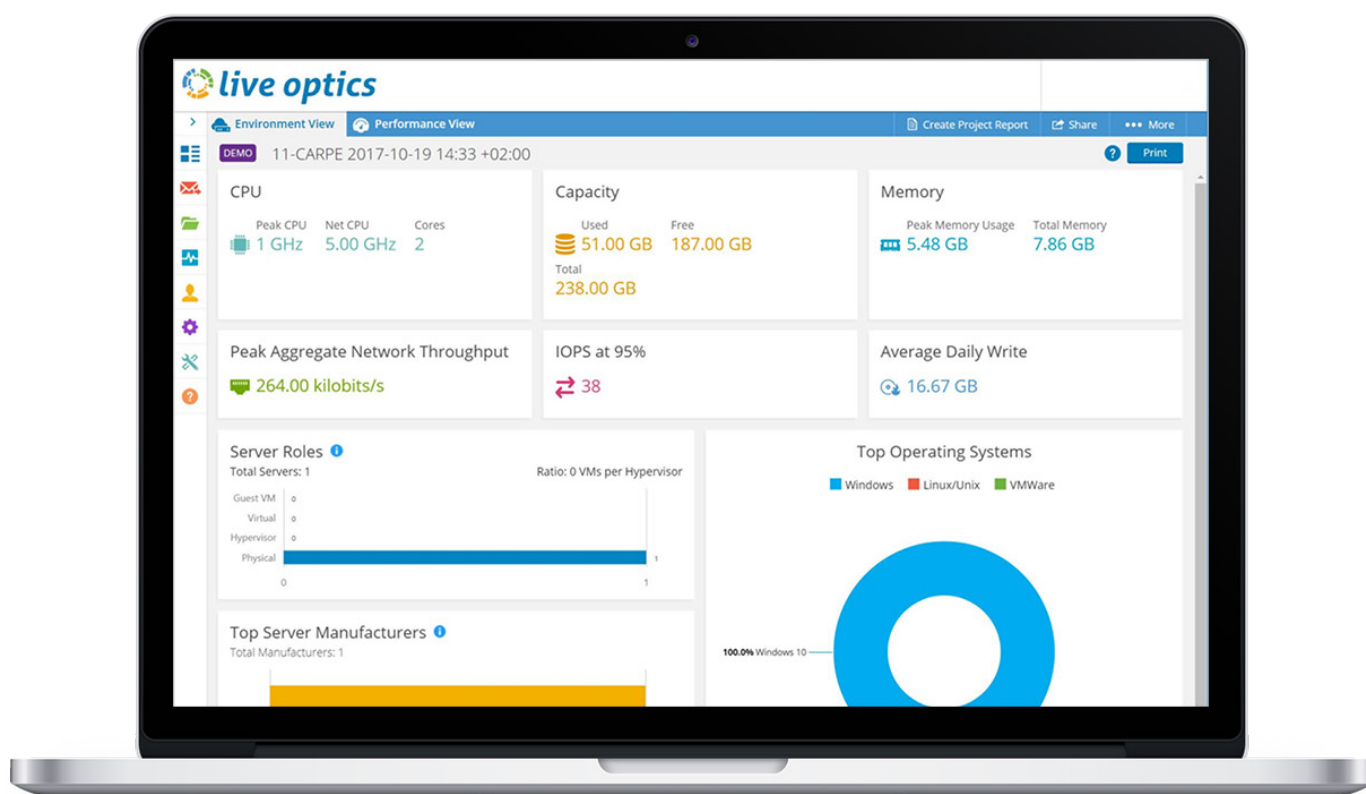 live optics
Environment View Performance View Create Project Report Share More
DEMO 11-CARPE 2017-10-19 14:33 +02:00 ? Print
CPU
Peak CPU Net CPU Cores
1 GHz 5.00 GHz 2
Capacity
Used Free
51.00 GB 187.00 GB
Total
238.00 GB
Memory
Peak Memory Usage Total Memory
5.48 GB 7.86 GB
Peak Aggregate Network Throughput
264.00 kilobits/s
IOPS at 95%
38
Average Daily Write
16.67 GB
Server Roles
Total Servers: 1 Ratio: 0 VMs per Hypervisor
Guest VM 0
Virtual 0
Hypervisor 0
Physical 1
0 1
Top Server Manufacturers
Total Manufacturers: 1
Top Operating Systems
Windows Linux/Unix VMWare
100.0% Windows 10